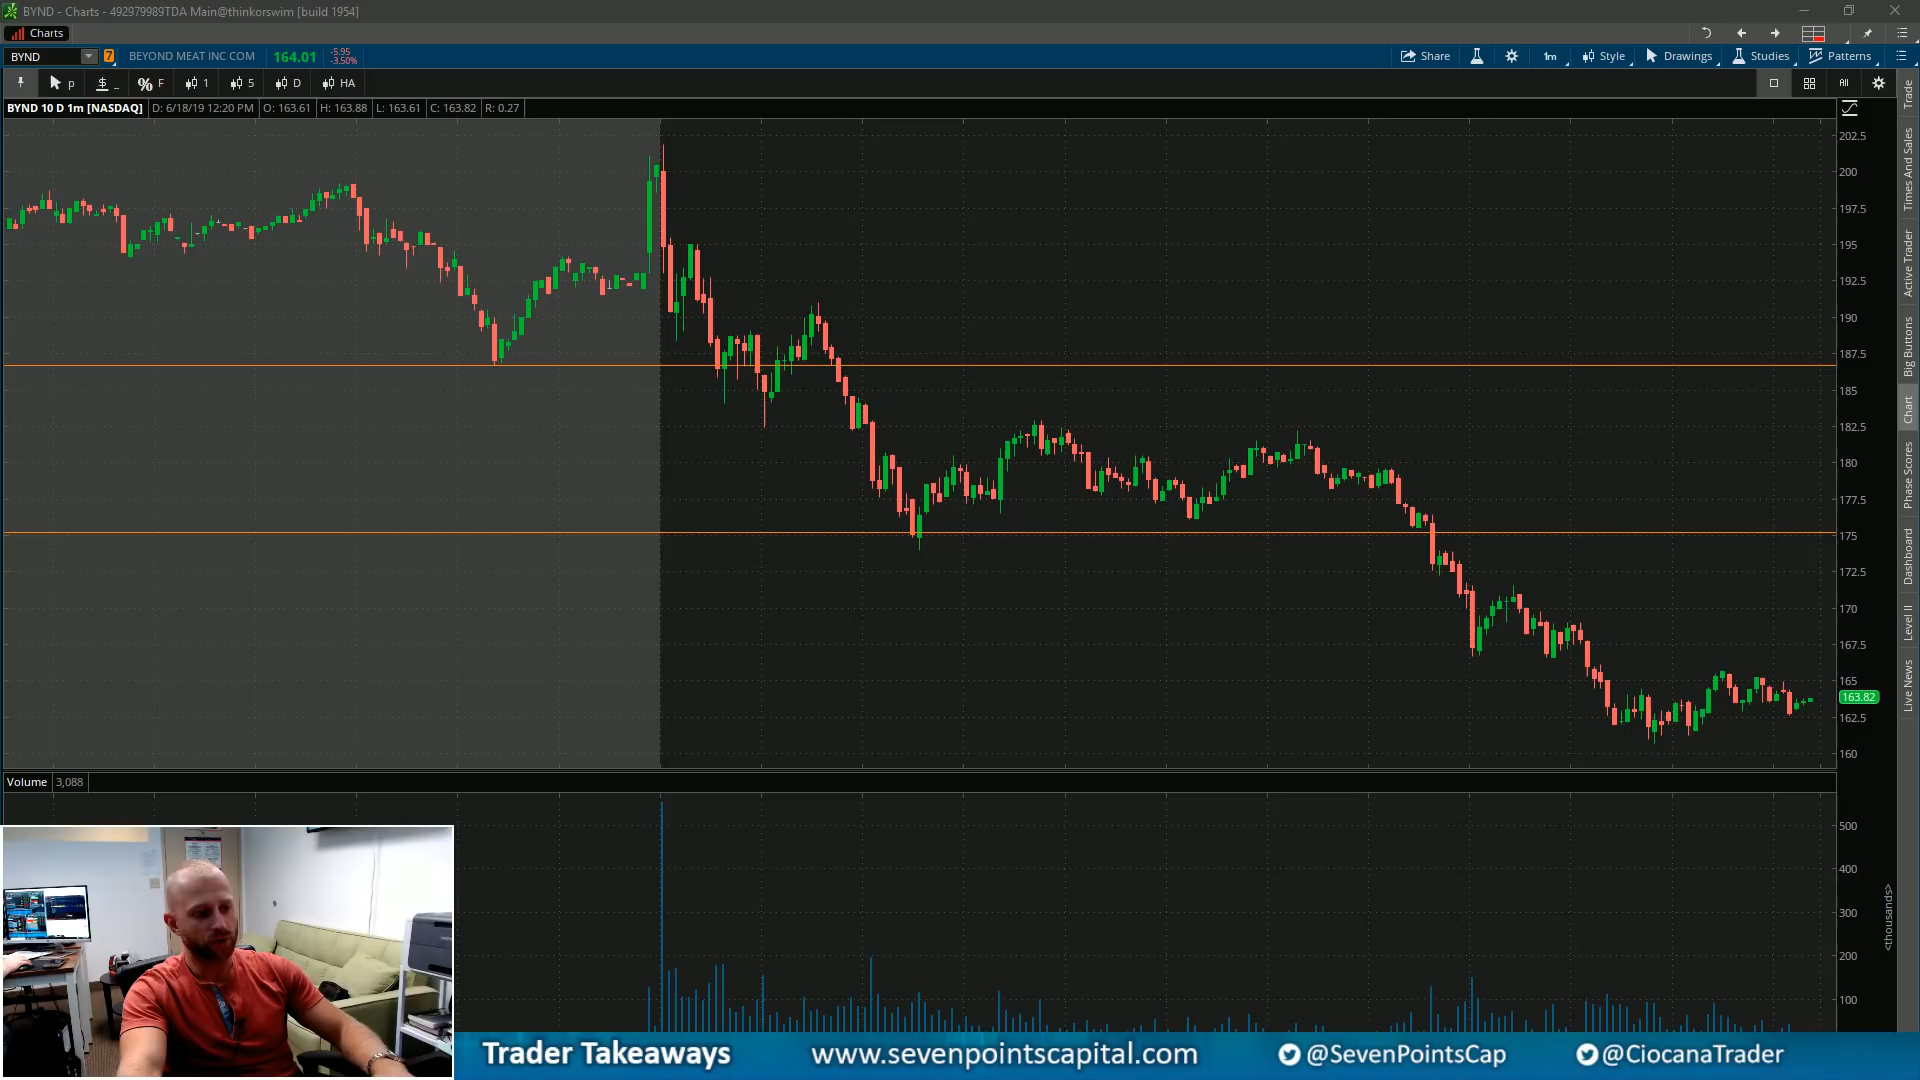 BYND - Charts - 492979989TDA Main@thinkorswim [build 1954]
Charts
BYND 7 BEYOND MEAT INC COM 164.01 -5.95 -3.50% Share 1m Style Drawings Studies Patterns
p $ % F 1 5 D HA All
BYND 10 D 1m [NASDAQ] D: 6/18/19 12:20 PM O: 163.61 H: 163.88 L: 163.61 C: 163.82 R: 0.27
202.5
200
197.5
195
192.5
190
187.5
185
182.5
180
177.5
175
172.5
170
167.5
165
163.82
162.5
160
Trade
Times And Sales
Active Trader
Big Buttons
Chart
Phase Scores
Dashboard
Level II
Live News
Volume 3,088
500
400
300
200
100
<thousands>
Trader Takeaways www.sevenpointscapital.com @SevenPointsCap @CiocanaTrader